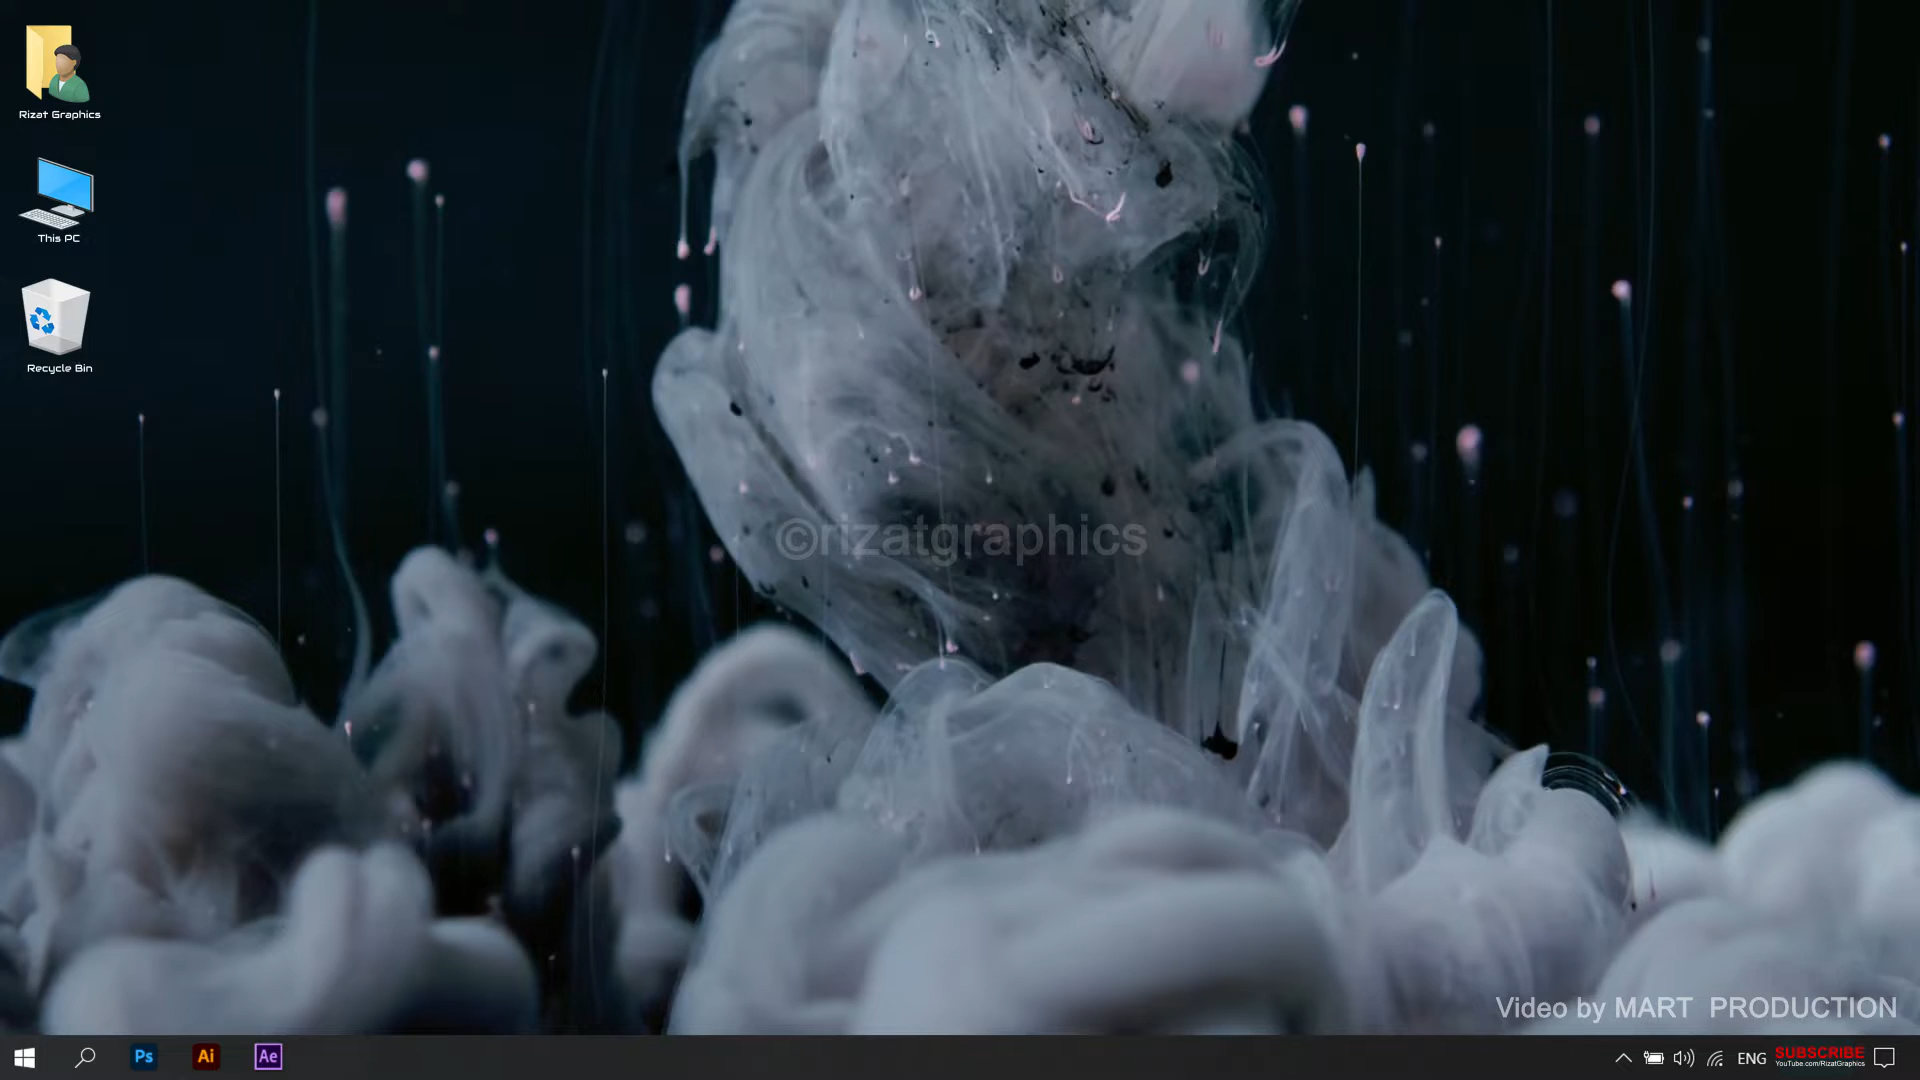 Rizat Graphics
This PC
Recycle Bin
©rizatgraphics
Video by MART PRODUCTION
Ps
Ai
Ae
ENG
SUBSCRIBE
YouTube.com/RizatGraphics